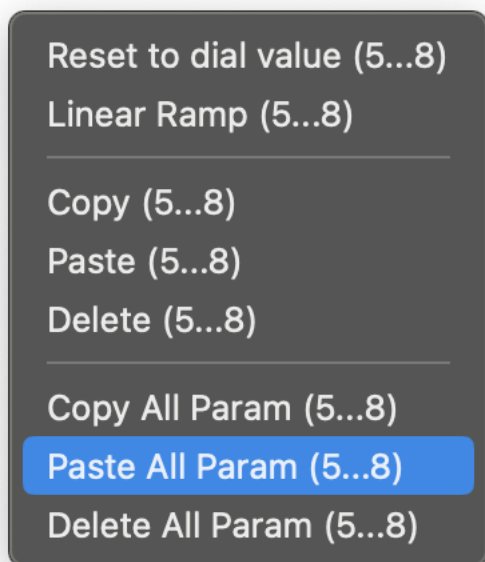 Reset to dial value (5...8)
Linear Ramp (5...8)
Copy (5...8)
Paste (5...8)
Delete (5...8)
Copy All Param (5...8)
Paste All Param (5...8)
Delete All Param (5...8)